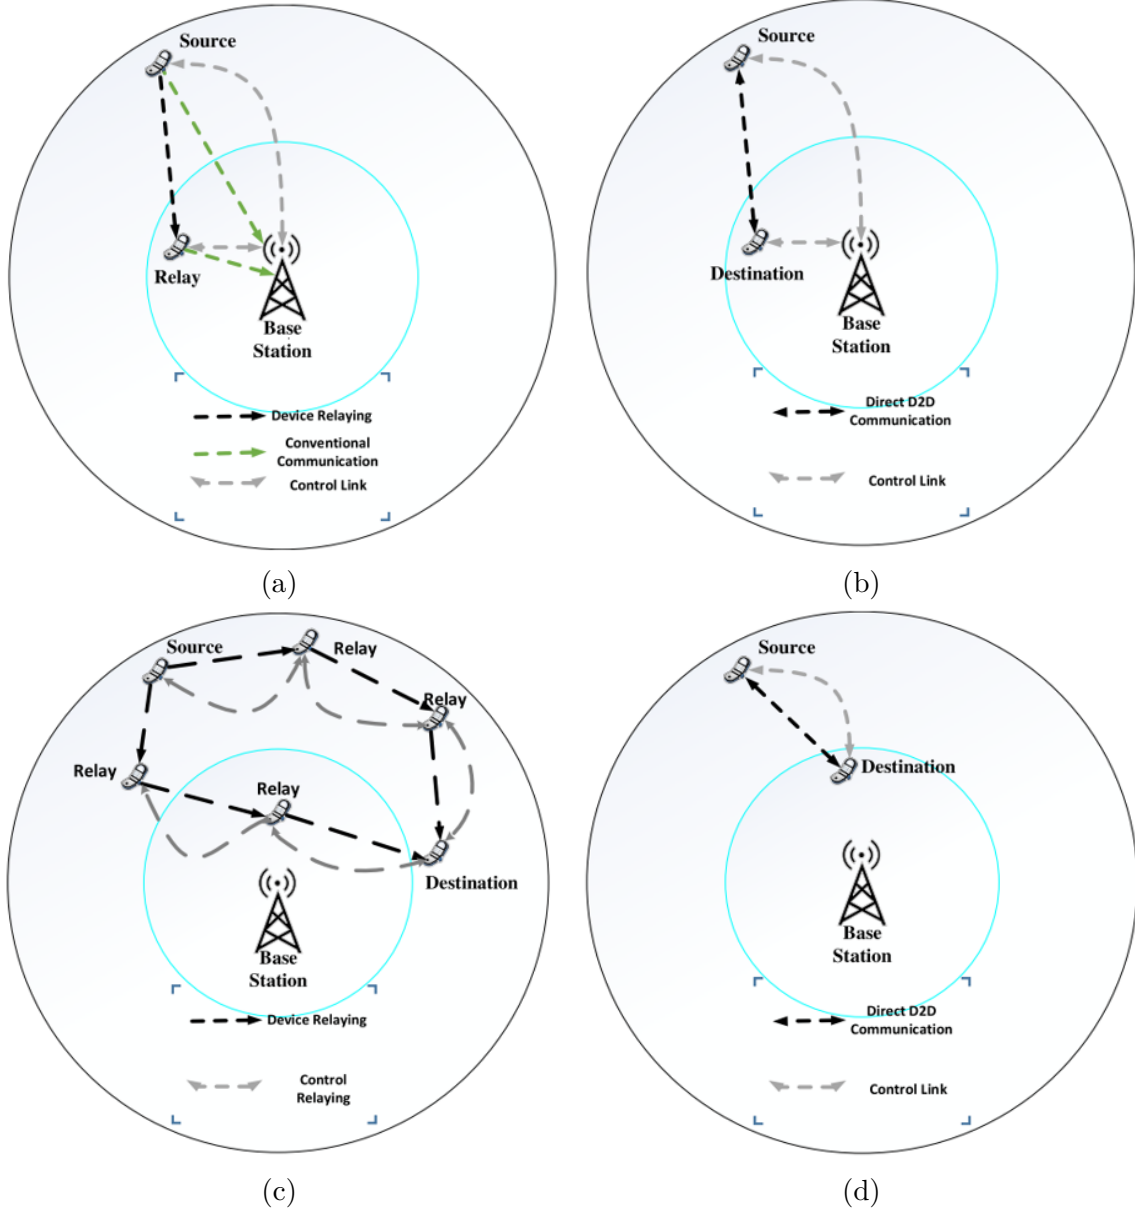 Source
Relay
Base
Station
Device Relaying
Conventional
Communication
Control Link
(a)
Source
Destination
Base
Station
Direct D2D
Communication
Control Link
(b)
Source
Relay
Relay
Relay
Relay
Destination
Base
Station
Device Relaying
Control
Relaying
(c)
Source
Destination
Base
Station
Direct D2D
Communication
Control Link
(d)